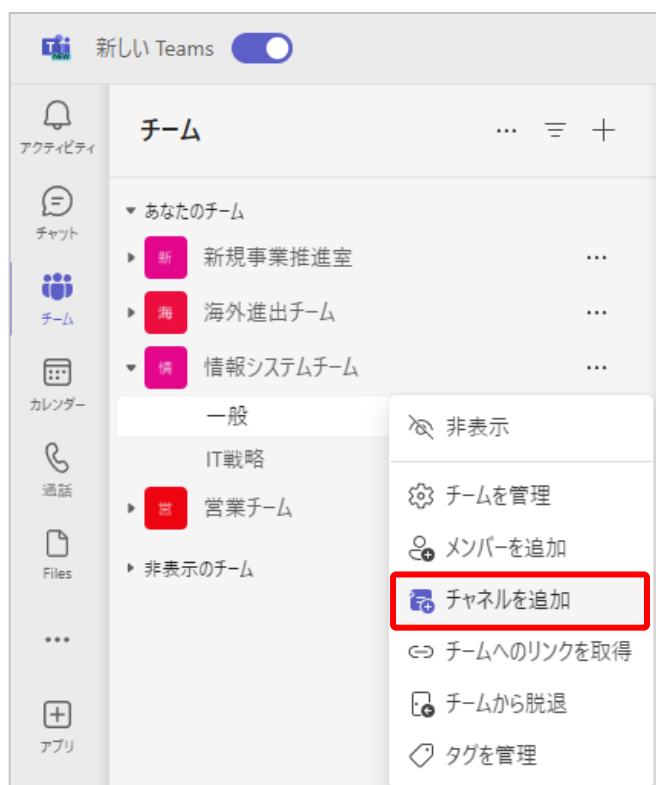 新しい Teams
アクティビティ
チャット
チーム
カレンダー
通話
Files
アプリ
チーム
あなたのチーム
新 新規事業推進室
海 海外進出チーム
情 情報システムチーム
一般
IT戦略
営 営業チーム
非表示のチーム
非表示
チームを管理
メンバーを追加
チャネルを追加
チームへのリンクを取得
チームから脱退
タグを管理